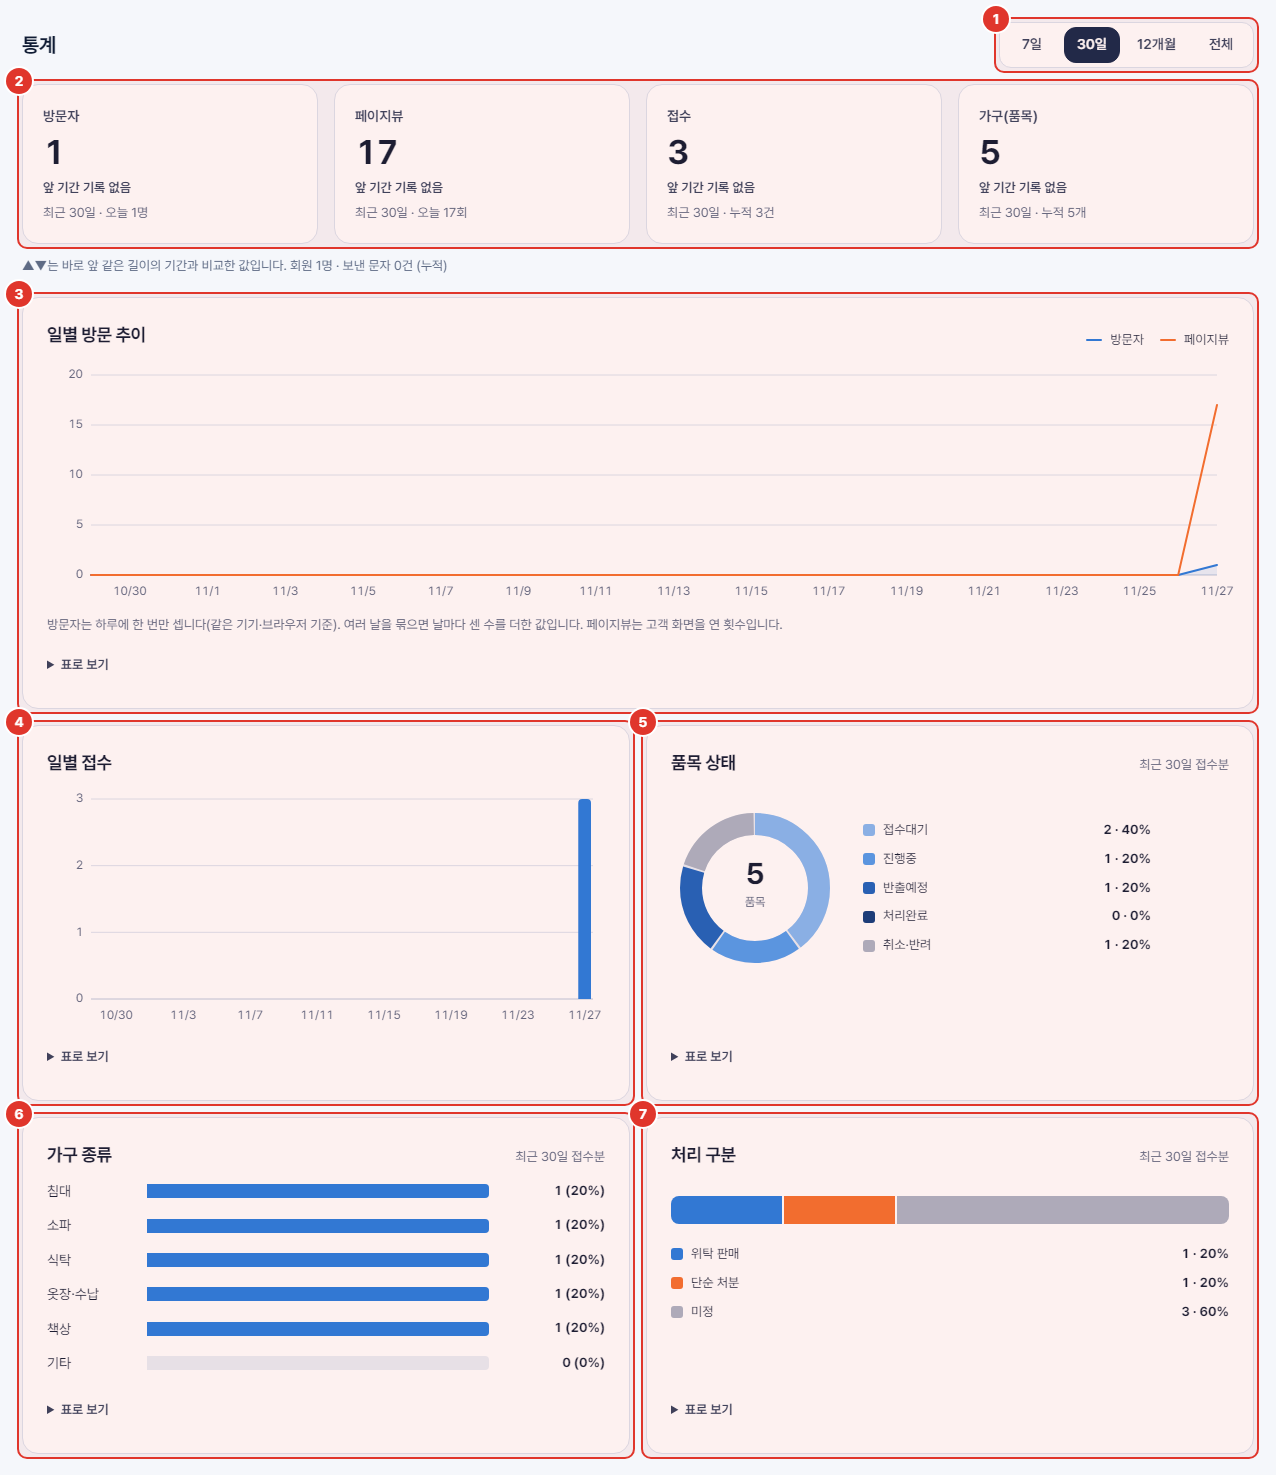 통계
1
7일 30일 12개월 전체
2
방문자 페이지뷰 접수 가구(품목)
1 17 3 5
앞 기간 기록 없음 앞 기간 기록 없음 앞 기간 기록 없음 앞 기간 기록 없음
최근 30일 · 오늘 1명 최근 30일 · 오늘 17회 최근 30일 · 누적 3건 최근 30일 · 누적 5개
▲▼는 바로 앞 같은 길이의 기간과 비교한 값입니다. 회원 1명 · 보낸 문자 0건 (누적)
3
일별 방문 추이
방문자 페이지뷰
20
15
10
5
0
10/30 11/1 11/3 11/5 11/7 11/9 11/11 11/13 11/15 11/17 11/19 11/21 11/23 11/25 11/27
방문자는 하루에 한 번만 셉니다(같은 기기·브라우저 기준). 여러 날을 묶으면 날마다 센 수를 더한 값입니다. 페이지뷰는 고객 화면을 연 횟수입니다.
▶ 표로 보기
4
일별 접수
3
2
1
0
10/30 11/3 11/7 11/11 11/15 11/19 11/23 11/27
▶ 표로 보기
5
품목 상태 최근 30일 접수분
5
품목
접수대기 2 · 40%
진행중 1 · 20%
반출예정 1 · 20%
처리완료 0 · 0%
취소·반려 1 · 20%
▶ 표로 보기
6
가구 종류 최근 30일 접수분
침대 1 (20%)
소파 1 (20%)
식탁 1 (20%)
옷장·수납 1 (20%)
책상 1 (20%)
기타 0 (0%)
▶ 표로 보기
7
처리 구분 최근 30일 접수분
위탁 판매 1 · 20%
단순 처분 1 · 20%
미정 3 · 60%
▶ 표로 보기